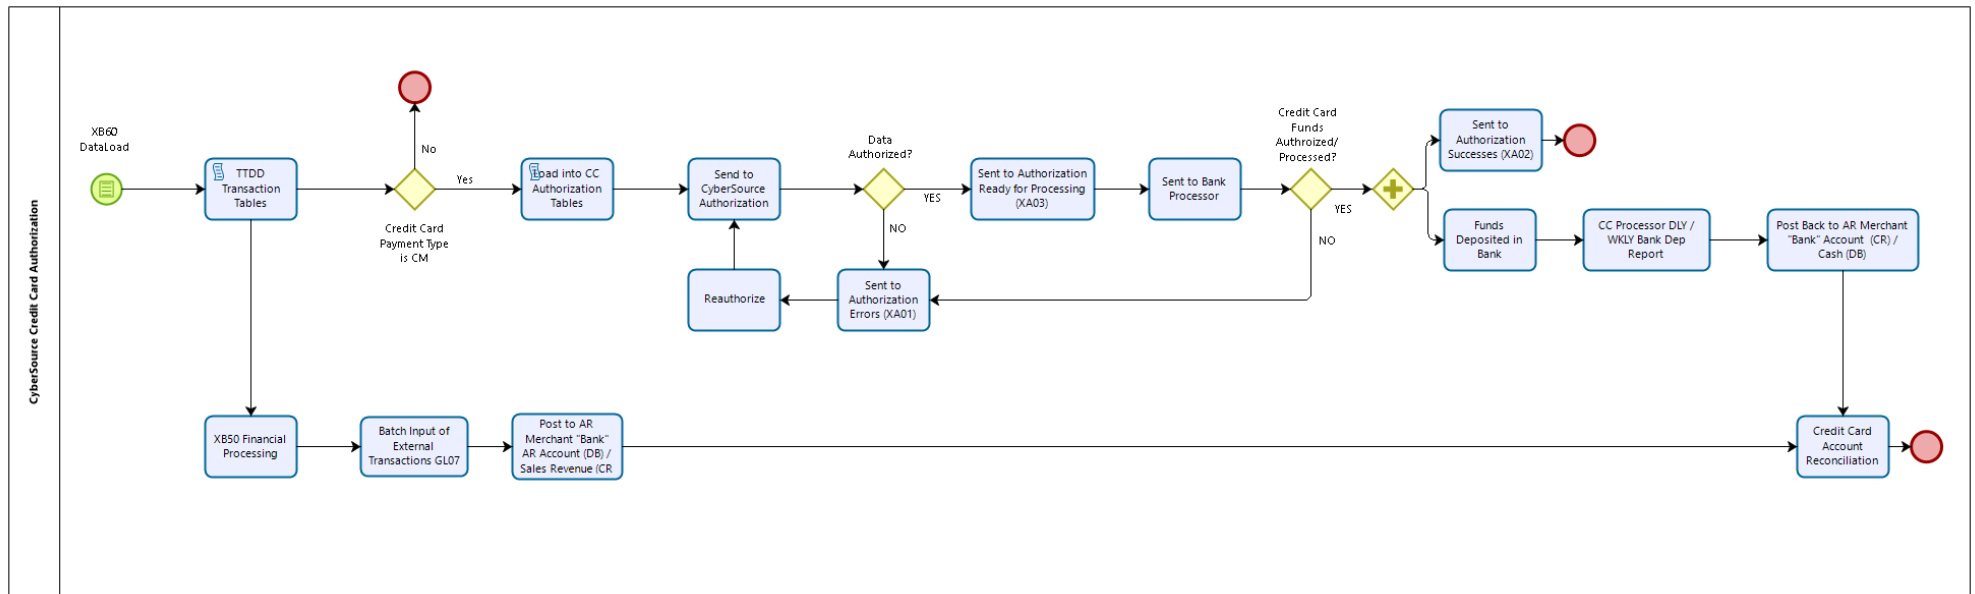 CyberSource Credit Card Authorization
XB60
DataLoad
TTDD
Transaction
Tables
No
Yes
Credit Card
Payment Type
is CM
Load into CC
Authorization
Tables
Send to
CyberSource
Authorization
Data
Authorized?
YES
NO
Sent to Authorization
Ready for Processing
(XA03)
Sent to Bank
Processor
Credit Card
Funds
Authroized/
Processed?
YES
NO
Sent to
Authorization
Successes (XA02)
Funds
Deposited in
Bank
CC Processor DLY /
WKLY Bank Dep
Report
Post Back to AR Merchant
"Bank" Account (CR) /
Cash (DB)
Reauthorize
Sent to
Authorization
Errors (XA01)
XB50 Financial
Processing
Batch Input of
External
Transactions GL07
Post to AR
Merchant "Bank"
AR Account (DB) /
Sales Revenue (CR
Credit Card
Account
Reconciliation